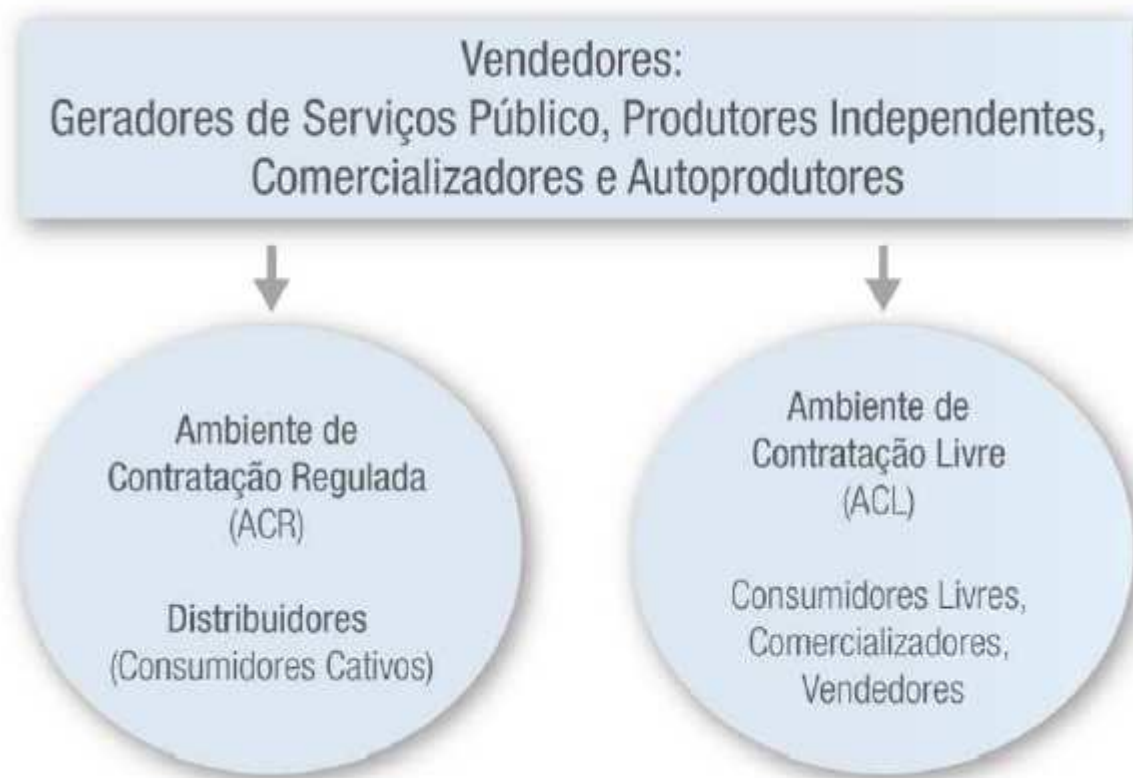 Vendedores:
Geradores de Serviços Público, Produtores Independentes,
Comercializadores e Autoprodutores
Ambiente de
Contratação Regulada
(ACR)
Distribuidores
(Consumidores Cativos)
Ambiente de
Contratação Livre
(ACL)
Consumidores Livres,
Comercializadores,
Vendedores